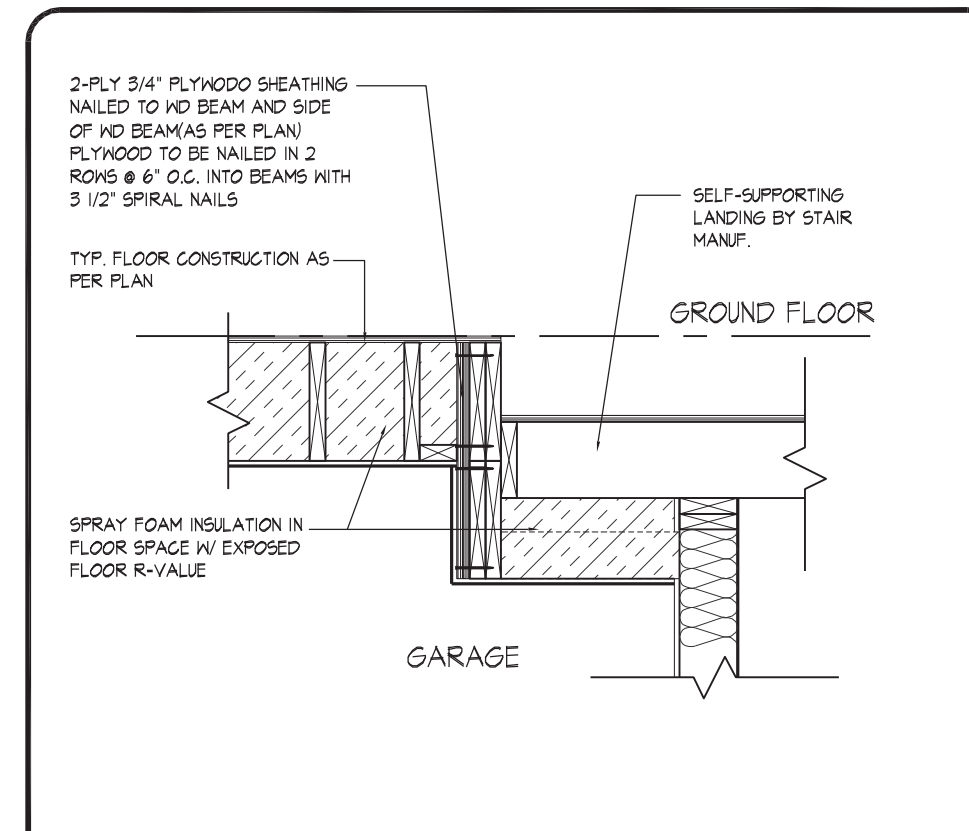 2-PLY 3/4" PLYWODO SHEATHING
NAILED TO WD BEAM AND SIDE
OF WD BEAM(AS PER PLAN)
PLYWOOD TO BE NAILED IN 2
ROWS @ 6" O.C. INTO BEAMS WITH
3 1/2" SPIRAL NAILS
TYP. FLOOR CONSTRUCTION AS
PER PLAN
SELF-SUPPORTING
LANDING BY STAIR
MANUF.
GROUND FLOOR
SPRAY FOAM INSULATION IN
FLOOR SPACE W/ EXPOSED
FLOOR R-VALUE
GARAGE